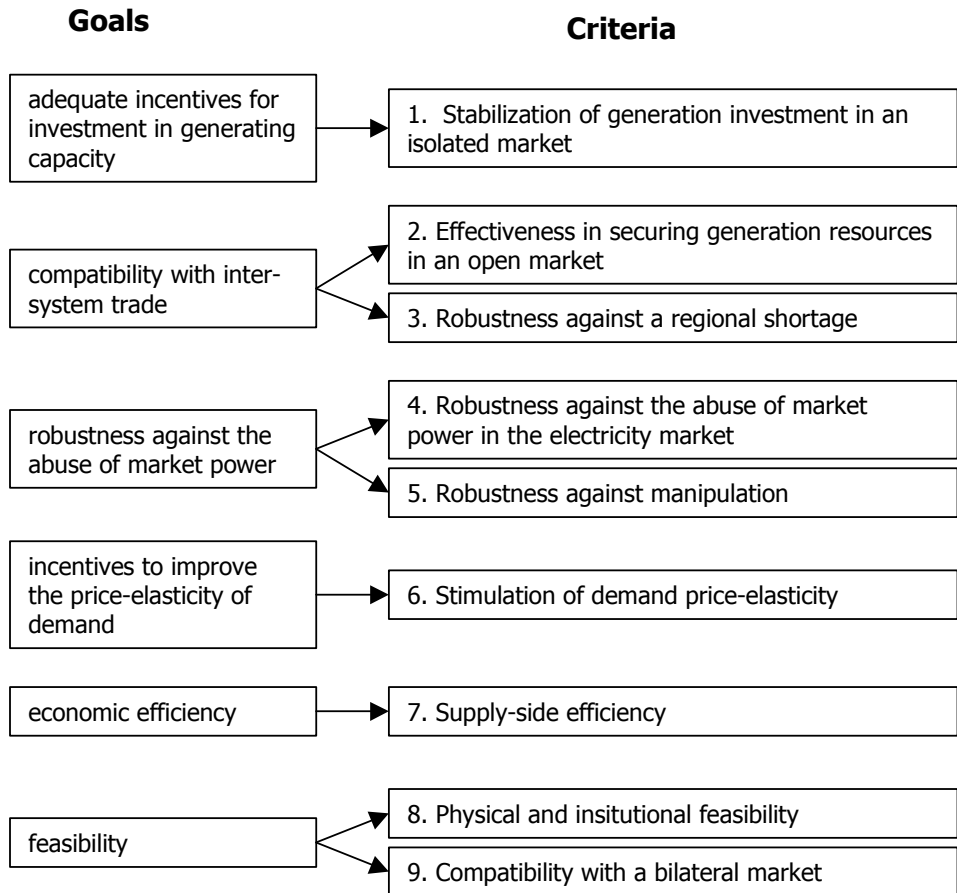 Goals
Criteria
adequate incentives for
investment in generating
capacity
1. Stabilization of generation investment in an
isolated market
compatibility with inter-
system trade
2. Effectiveness in securing generation resources
in an open market
3. Robustness against a regional shortage
robustness against the
abuse of market power
4. Robustness against the abuse of market
power in the electricity market
5. Robustness against manipulation
incentives to improve
the price-elasticity of
demand
6. Stimulation of demand price-elasticity
economic efficiency
7. Supply-side efficiency
feasibility
8. Physical and insitutional feasibility
9. Compatibility with a bilateral market